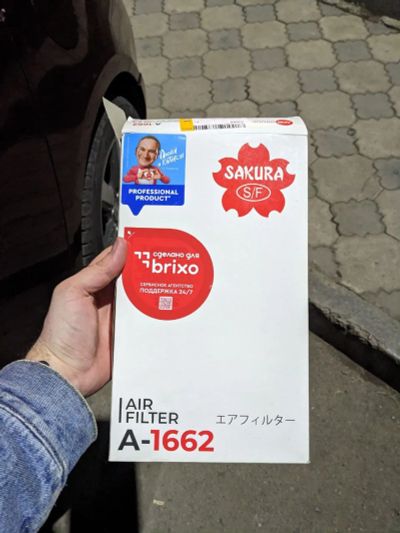 A-1662
SAKURA
S/F
PROFESSIONAL
PRODUCT*
сделано для
brixo
СЕРВИСНОЕ АГЕНТСТВО
ПОДДЕРЖКА 24/7
AIR
FILTER
エアフィルター
A-1662